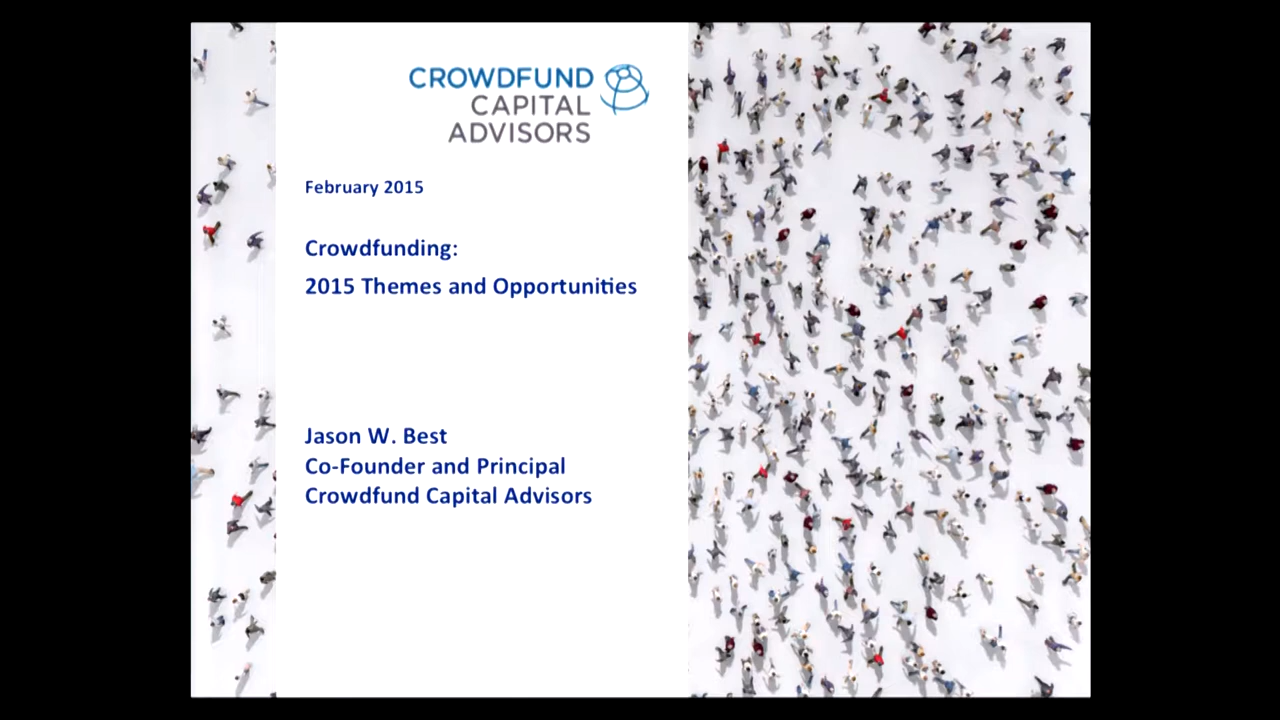 CROWDFUND
CAPITAL
ADVISORS
February 2015
Crowdfunding:
2015 Themes and Opportunities
Jason W. Best
Co-Founder and Principal
Crowdfund Capital Advisors